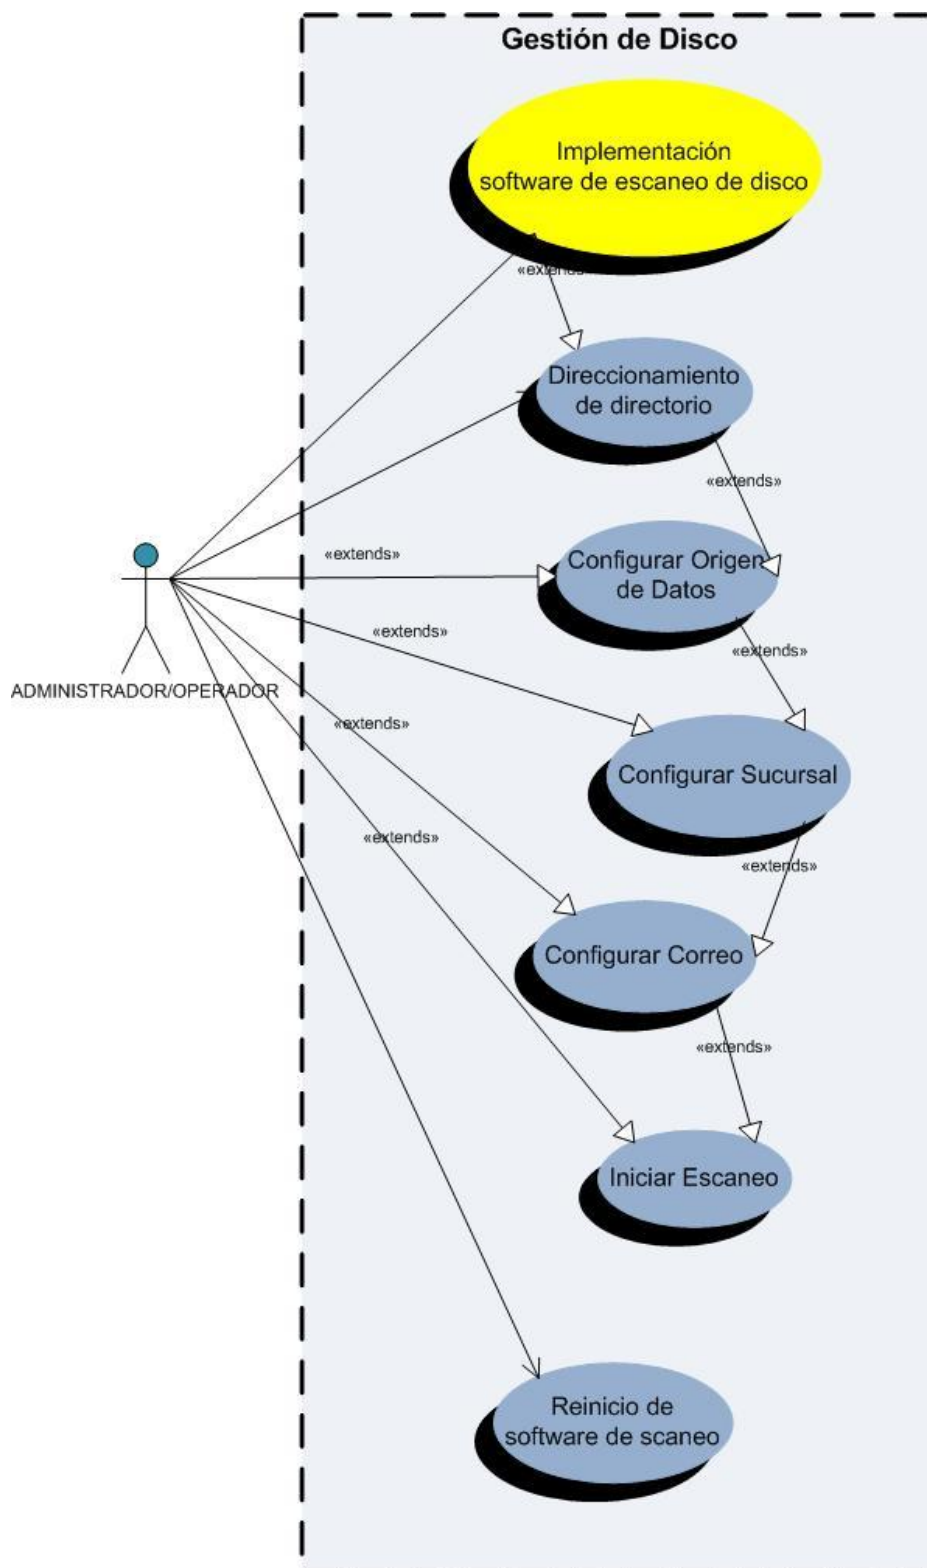 Gestión de Disco
Implementación
software de escaneo de disco
«extends»
Direccionamiento
de directorio
«extends»
«extends»
Configurar Origen
de Datos
«extends»
«extends»
ADMINISTRADOR/OPERADOR
«extends»
Configurar Sucursal
«extends»
«extends»
Configurar Correo
«extends»
Iniciar Escaneo
Reinicio de
software de scaneo